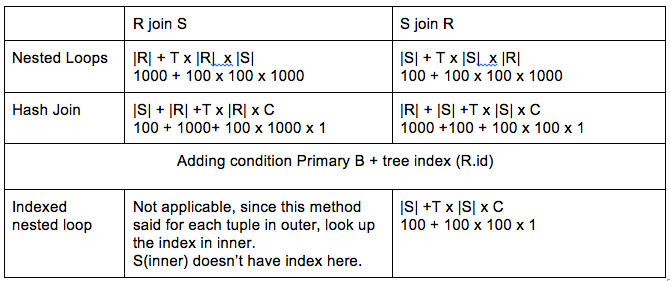 R join S
S join R
Nested Loops
|R| + T x |R| x |S|
1000 + 100 x 100 x 1000
|S| + T x |S| x |R|
100 + 100 x 100 x 1000
Hash Join
|S| + |R| +T x |R| x C
100 + 1000+ 100 x 1000 x 1
|R| + |S| +T x |S| x C
1000 +100 + 100 x 100 x 1
Adding condition Primary B + tree index (R.id)
Indexed
nested loop
Not applicable, since this method
said for each tuple in outer, look up
the index in inner.
S(inner) doesn't have index here.
|S| +T x |S| x C
100 + 100 x 100 x 1